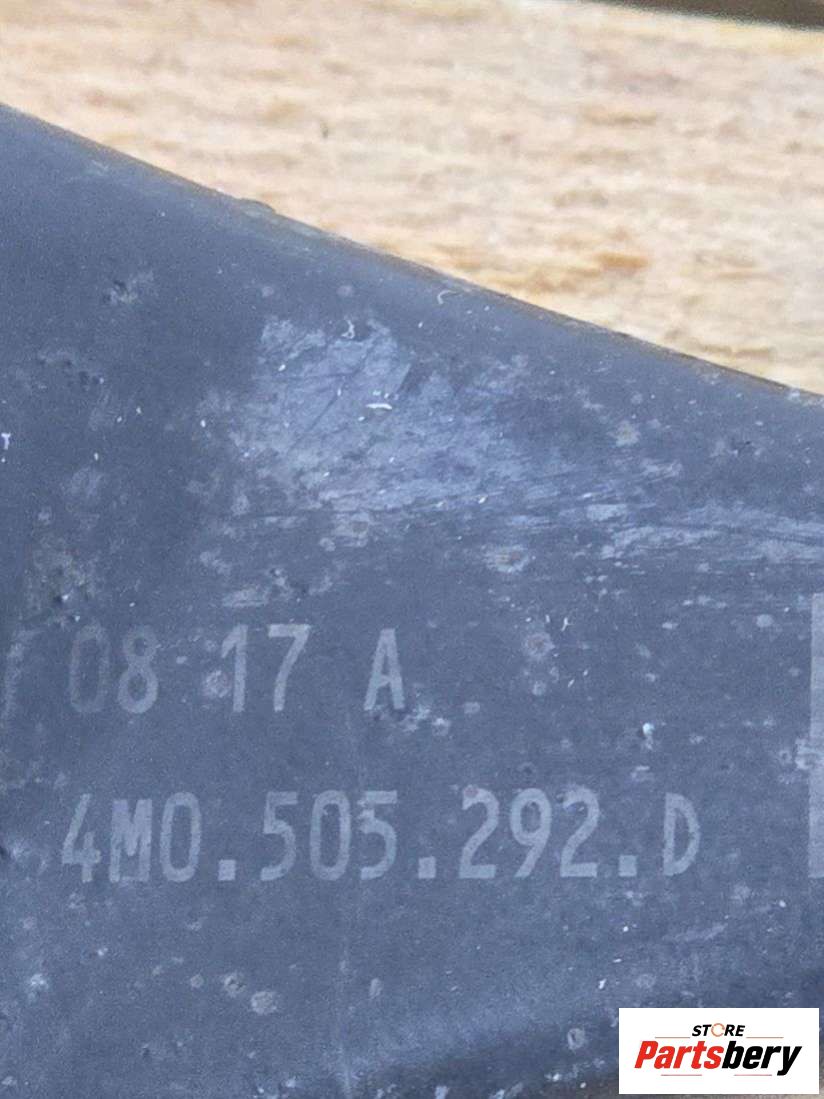 08 17 A
4M0.505.292.D
STORE
Partsbery